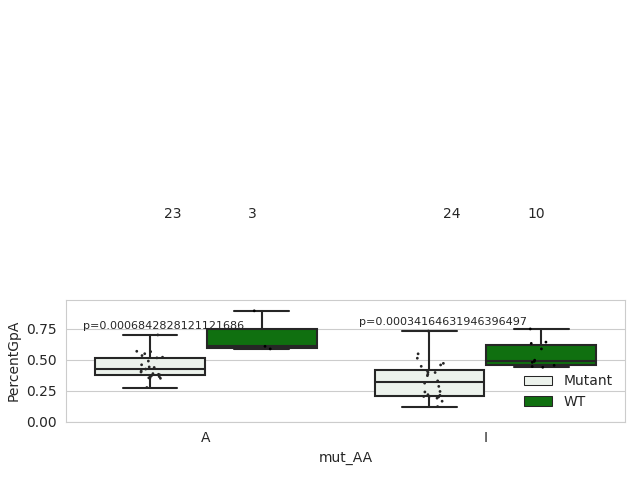 23 3 24 10
p=0.0006842828121121686 p=0.00034164631946396497
0.75
0.50
0.25
0.00
PercentGpA
Mutant
WT
A I
mut_AA